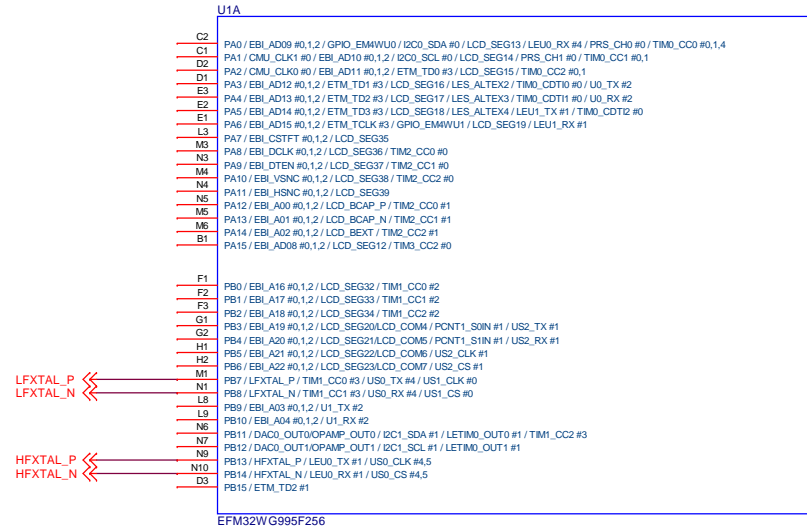 U1A
C2 PA0 / EBI_AD09 #0,1,2 / GPIO_EM4WU0 / I2C0_SDA #0 / LCD_SEG13 / LEU0_RX #4 / PRS_CH0 #0 / TIM0_CC0 #0,1,4
C1 PA1 / CMU_CLK1 #0 / EBI_AD10 #0,1,2 / I2C0_SCL #0 / LCD_SEG14 / PRS_CH1 #0 / TIM0_CC1 #0,1
D2 PA2 / CMU_CLK0 #0 / EBI_AD11 #0,1,2 / ETM_TD0 #3 / LCD_SEG15 / TIM0_CC2 #0,1
D1 PA3 / EBI_AD12 #0,1,2 / ETM_TD1 #3 / LCD_SEG16 / LES_ALTEX2 / TIM0_CDTI0 #0 / U0_TX #2
E3 PA4 / EBI_AD13 #0,1,2 / ETM_TD2 #3 / LCD_SEG17 / LES_ALTEX3 / TIM0_CDTI1 #0 / U0_RX #2
E2 PA5 / EBI_AD14 #0,1,2 / ETM_TD3 #3 / LCD_SEG18 / LES_ALTEX4 / LEU1_TX #1 / TIM0_CDTI2 #0
E1 PA6 / EBI_AD15 #0,1,2 / ETM_TCLK #3 / GPIO_EM4WU1 / LCD_SEG19 / LEU1_RX #1
L3 PA7 / EBI_CSTFT #0,1,2 / LCD_SEG35
M3 PA8 / EBI_DCLK #0,1,2 / LCD_SEG36 / TIM2_CC0 #0
N3 PA9 / EBI_DTEN #0,1,2 / LCD_SEG37 / TIM2_CC1 #0
M4 PA10 / EBI_VSNC #0,1,2 / LCD_SEG38 / TIM2_CC2 #0
N4 PA11 / EBI_HSNC #0,1,2 / LCD_SEG39
N5 PA12 / EBI_A00 #0,1,2 / LCD_BCAP_P / TIM2_CC0 #1
M5 PA13 / EBI_A01 #0,1,2 / LCD_BCAP_N / TIM2_CC1 #1
M6 PA14 / EBI_A02 #0,1,2 / LCD_BEXT / TIM2_CC2 #1
B1 PA15 / EBI_AD08 #0,1,2 / LCD_SEG12 / TIM3_CC2 #0
F1 PB0 / EBI_A16 #0,1,2 / LCD_SEG32 / TIM1_CC0 #2
F2 PB1 / EBI_A17 #0,1,2 / LCD_SEG33 / TIM1_CC1 #2
F3 PB2 / EBI_A18 #0,1,2 / LCD_SEG34 / TIM1_CC2 #2
G1 PB3 / EBI_A19 #0,1,2 / LCD_SEG20/LCD_COM4 / PCNT1_S0IN #1 / US2_TX #1
G2 PB4 / EBI_A20 #0,1,2 / LCD_SEG21/LCD_COM5 / PCNT1_S1IN #1 / US2_RX #1
H1 PB5 / EBI_A21 #0,1,2 / LCD_SEG22/LCD_COM6 / US2_CLK #1
H2 PB6 / EBI_A22 #0,1,2 / LCD_SEG23/LCD_COM7 / US2_CS #1
LFXTAL_P M1 PB7 / LFXTAL_P / TIM1_CC0 #3 / US0_TX #4 / US1_CLK #0
LFXTAL_N N1 PB8 / LFXTAL_N / TIM1_CC1 #3 / US0_RX #4 / US1_CS #0
L8 PB9 / EBI_A03 #0,1,2 / U1_TX #2
L9 PB10 / EBI_A04 #0,1,2 / U1_RX #2
N6 PB11 / DAC0_OUT0/OPAMP_OUT0 / I2C1_SDA #1 / LETIM0_OUT0 #1 / TIM1_CC2 #3
N7 PB12 / DAC0_OUT1/OPAMP_OUT1 / I2C1_SCL #1 / LETIM0_OUT1 #1
HFXTAL_P N9 PB13 / HFXTAL_P / LEU0_TX #1 / US0_CLK #4,5
HFXTAL_N N10 PB14 / HFXTAL_N / LEU0_RX #1 / US0_CS #4,5
D3 PB15 / ETM_TD2 #1
EFM32WG995F256